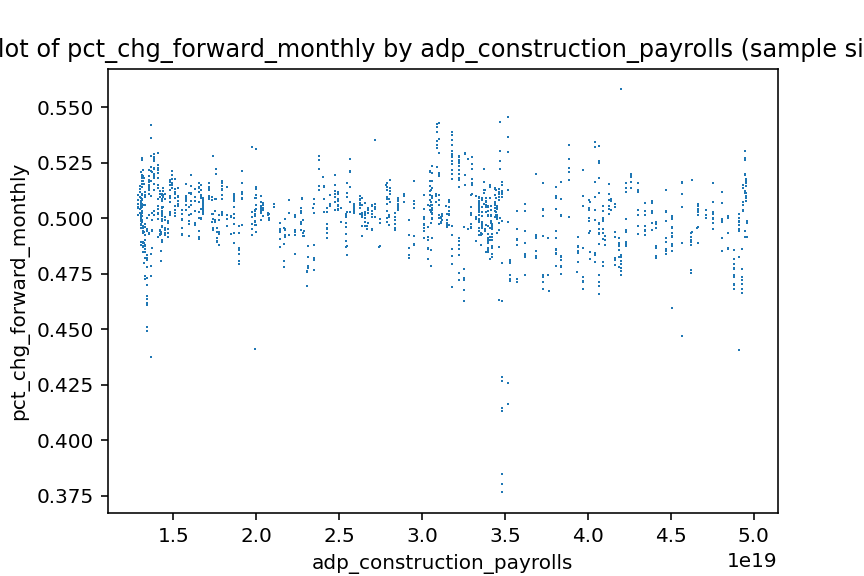 lot of pct_chg_forward_monthly by adp_construction_payrolls (sample si
0.550
0.525
0.500
0.475
0.450
0.425
0.400
0.375
pct_chg_forward_monthly
1.5 2.0 2.5 3.0 3.5 4.0 4.5 5.0
adp_construction_payrolls
1e19